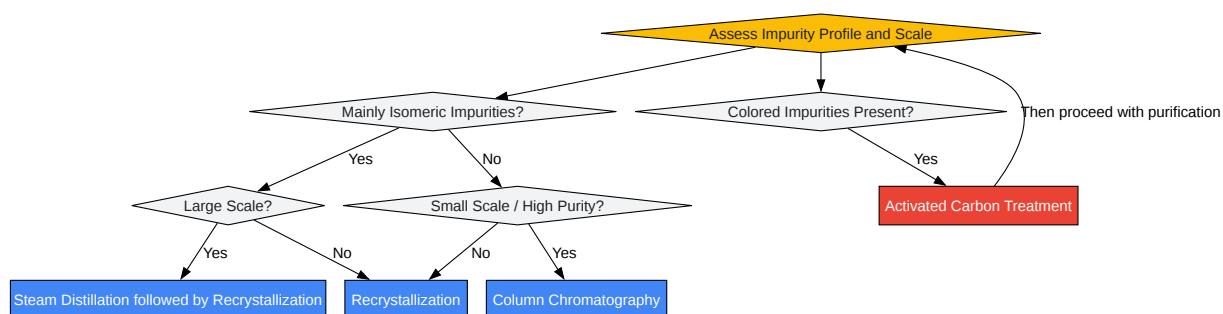 Assess Impurity Profile and Scale
Mainly Isomeric Impurities?
Colored Impurities Present?
Then proceed with purification
Yes
No
Yes
Large Scale?
Small Scale / High Purity?
Activated Carbon Treatment
Yes
No
No
Yes
Steam Distillation followed by Recrystallization
Recrystallization
Column Chromatography